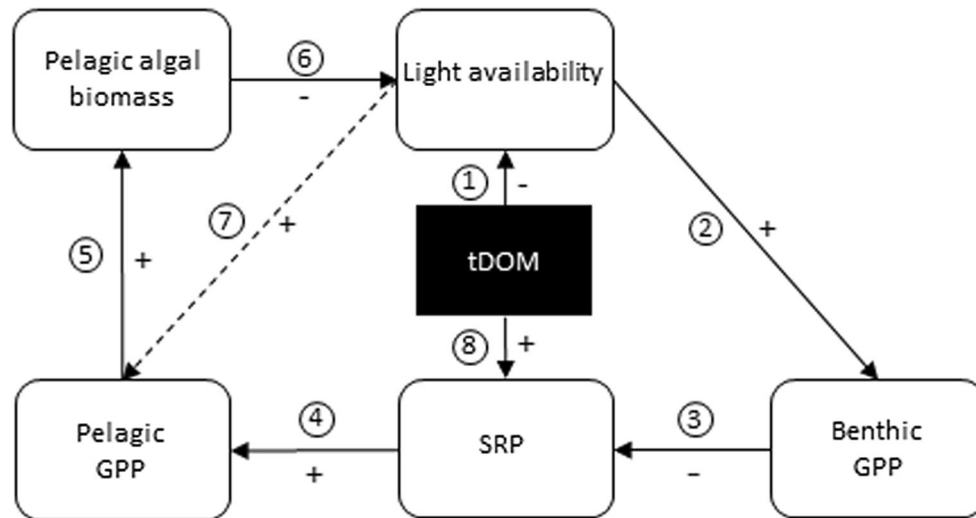 Pelagic algal
biomass
⑥
-
Light availability
①
-
⑦
+
②
+
⑤
+
tDOM
⑧
+
Pelagic
GPP
④
+
SRP
③
–
Benthic
GPP